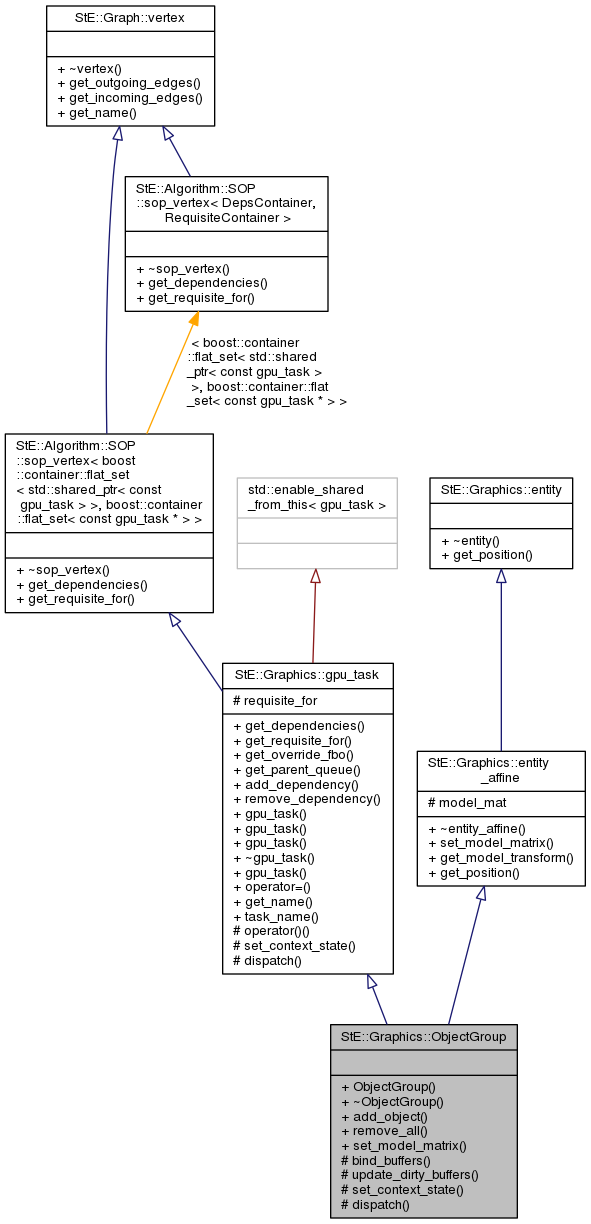 StE::Graph::vertex
+ ~vertex()
+ get_outgoing_edges()
+ get_incoming_edges()
+ get_name()
StE::Algorithm::SOP
::sop_vertex< DepsContainer,
RequisiteContainer >
+ ~sop_vertex()
+ get_dependencies()
+ get_requisite_for()
< boost::container
::flat_set< std::shared
_ptr< const gpu_task >
>, boost::container::flat
_set< const gpu_task * > >
StE::Algorithm::SOP
::sop_vertex< boost
::container::flat_set
< std::shared_ptr< const
gpu_task > >, boost::container
::flat_set< const gpu_task * > >
+ ~sop_vertex()
+ get_dependencies()
+ get_requisite_for()
std::enable_shared
_from_this< gpu_task >
StE::Graphics::entity
+ ~entity()
+ get_position()
StE::Graphics::gpu_task
# requisite_for
+ get_dependencies()
+ get_requisite_for()
+ get_override_fbo()
+ get_parent_queue()
+ add_dependency()
+ remove_dependency()
+ gpu_task()
+ gpu_task()
+ gpu_task()
+ ~gpu_task()
+ gpu_task()
+ operator=()
+ get_name()
+ task_name()
# operator()()
# set_context_state()
# dispatch()
StE::Graphics::entity
_affine
# model_mat
+ ~entity_affine()
+ set_model_matrix()
+ get_model_transform()
+ get_position()
StE::Graphics::ObjectGroup
+ ObjectGroup()
+ ~ObjectGroup()
+ add_object()
+ remove_all()
+ set_model_matrix()
# bind_buffers()
# update_dirty_buffers()
# set_context_state()
# dispatch()